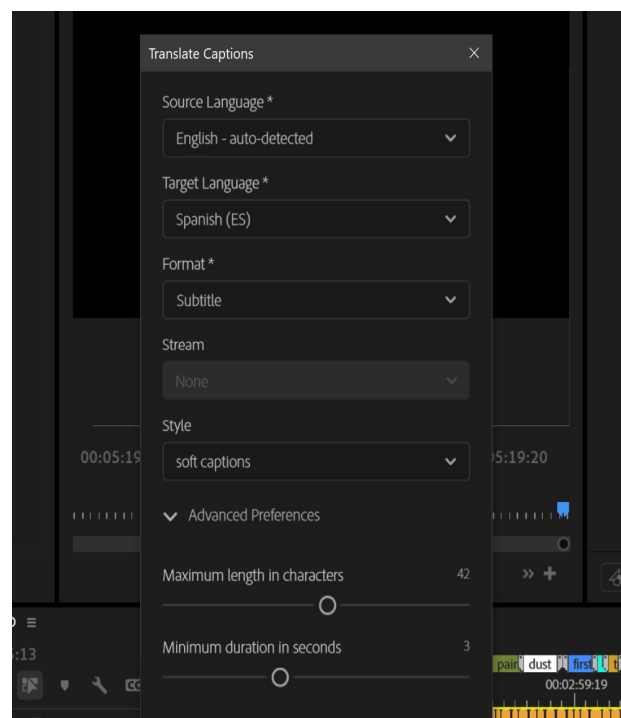 Translate Captions
Source Language *
English - auto-detected
Target Language *
Spanish (ES)
Format *
Subtitle
Stream
None
Style
soft captions
00:05:19
05:19:20
Advanced Preferences
Maximum length in characters 42
Minimum duration in seconds 3
:13
pair dust first t
00:02:59:19